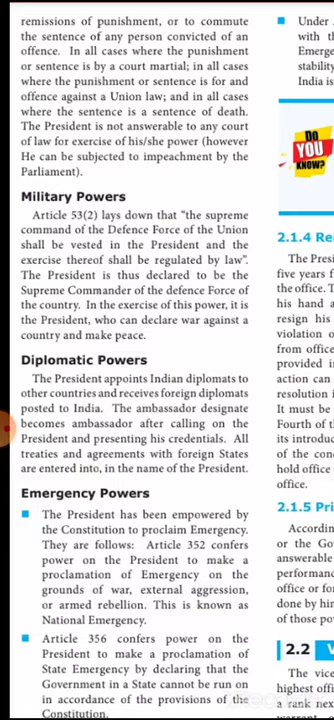 remissions of punishment, or to commute
the sentence of any person convicted of an
offence. In all cases where the punishment
or sentence is by a court martial; in all cases
where the punishment or sentence is for and
offence against a Union law; and in all cases
where the sentence is a sentence of death.
The President is not answerable to any court
of law for exercise of his/she power (however
He can be subjected to impeachment by the
Parliament).
Military Powers
Article 53(2) lays down that "the supreme
command of the Defence Force of the Union
shall be vested in the President and the
exercise thereof shall be regulated by law".
The President is thus declared to be the
Supreme Commander of the defence Force of
the country. In the exercise of this power, it is
the President, who can declare war against a
country and make peace.
Diplomatic Powers
The President appoints Indian diplomats to
other countries and receives foreign diplomats
posted to India. The ambassador designate
becomes ambassador after calling on the
President and presenting his credentials. All
treaties and agreements with foreign States
are entered into, in the name of the President.
Emergency Powers
The President has been empowered by
the Constitution to proclaim Emergency.
They are follows: Article 352 confers
power on the President to make a
proclamation of Emergency on the
grounds of war, external aggression,
or armed rebellion. This is known as
National Emergency.
Article 356 confers power on the
President to make a proclamation of
State Emergency by declaring that the
Government in a State cannot be run on
in accordance of the provisions of the
Constitution.
Under
with th
Emerge
stability
India is
DO
YOU
KNOW?
2.1.4 Re
The Presi
five years f
the office. T
his hand a
resign his
violation o
from office
provided i
action can
resolution i
It must be
Fourth of th
its introduc
of the con
hold office
office.
2.1.5 Pri
Accordin
or the Go
answerable
performanc
office or fo
done by hi
of those po
2.2 V
The vice
highest offi
a rank nex